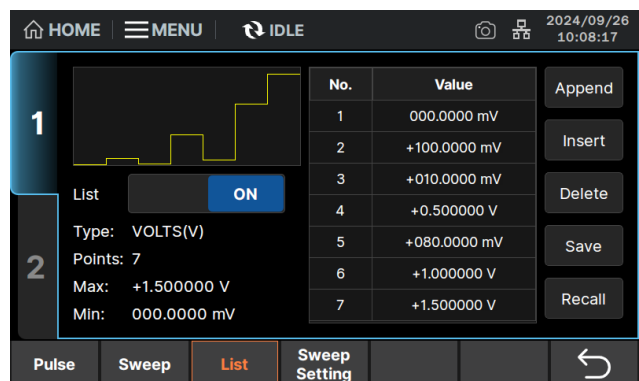 HOME MENU IDLE 2024/09/26
10:08:17
1
2
List ON
Type: VOLTS(V)
Points: 7
Max: +1.500000 V
Min: 000.0000 mV
No. Value
1 000.0000 mV
2 +100.0000 mV
3 +010.0000 mV
4 +0.500000 V
5 +080.0000 mV
6 +1.000000 V
7 +1.500000 V
Append
Insert
Delete
Save
Recall
Pulse Sweep List Sweep
Setting